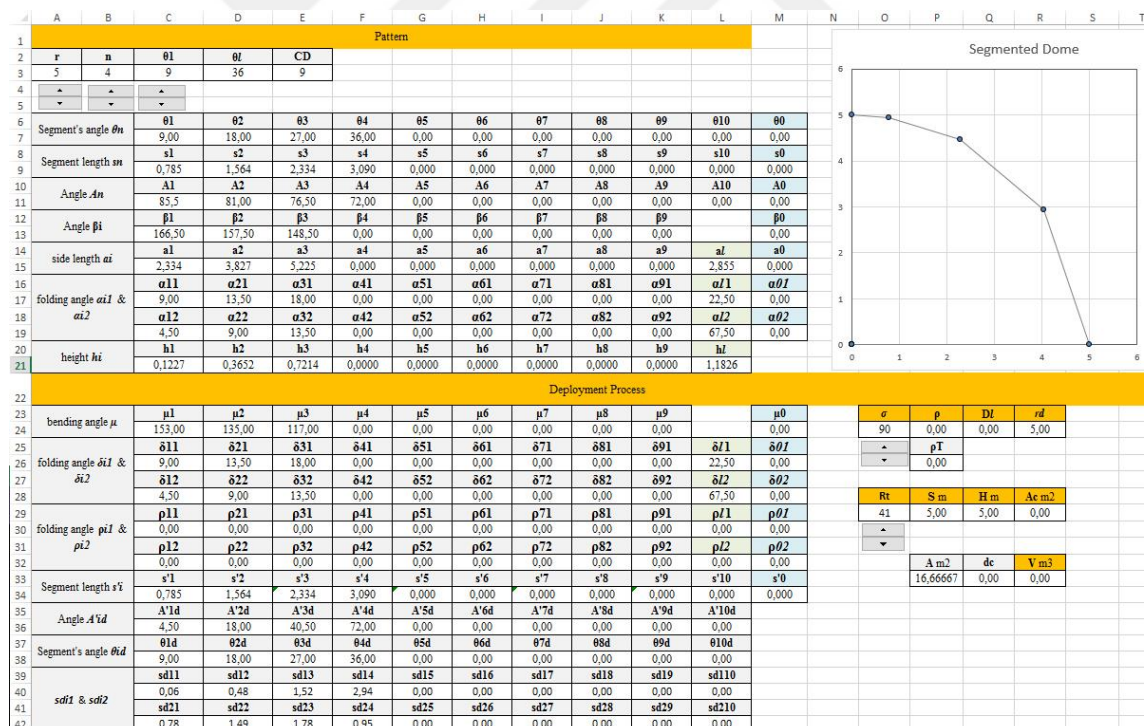 A B C D E F G H I J K L M N O P Q R S T
1 Pattern
2 r n θ1 θl CD
3 5 4 9 36 9
4
5
6 Segment's angle θn θ1 θ2 θ3 θ4 θ5 θ6 θ7 θ8 θ9 θ10 θ0
7 9,00 18,00 27,00 36,00 0,00 0,00 0,00 0,00 0,00 0,00 0,00
8 Segment length sn s1 s2 s3 s4 s5 s6 s7 s8 s9 s10 s0
9 0,785 1,564 2,334 3,090 0,000 0,000 0,000 0,000 0,000 0,000 0,000
10 Angle An A1 A2 A3 A4 A5 A6 A7 A8 A9 A10 A0
11 85,5 81,00 76,50 72,00 0,00 0,00 0,00 0,00 0,00 0,00 0,00
12 Angle βi β1 β2 β3 β4 β5 β6 β7 β8 β9 β0
13 166,50 157,50 148,50 0,00 0,00 0,00 0,00 0,00 0,00 0,00
14 side length ai a1 a2 a3 a4 a5 a6 a7 a8 a9 al a0
15 2,334 3,827 5,225 0,000 0,000 0,000 0,000 0,000 0,000 2,855 0,000
16 folding angle αi1 & αi2 α11 α21 α31 α41 α51 α61 α71 α81 α91 αl1 α01
17 9,00 13,50 18,00 0,00 0,00 0,00 0,00 0,00 0,00 22,50 0,00
18 α12 α22 α32 α42 α52 α62 α72 α82 α92 αl2 α02
19 4,50 9,00 13,50 0,00 0,00 0,00 0,00 0,00 0,00 67,50 0,00
20 height hi h1 h2 h3 h4 h5 h6 h7 h8 h9 hl
21 0,1227 0,3652 0,7214 0,0000 0,0000 0,0000 0,0000 0,0000 0,0000 1,1826
Segmented Dome
6
5
4
3
2
1
0
0 1 2 3 4 5 6
22 Deployment Process
23 bending angle μ μ1 μ2 μ3 μ4 μ5 μ6 μ7 μ8 μ9 μ0 σ ρ Dl rd
24 153,00 135,00 117,00 0,00 0,00 0,00 0,00 0,00 0,00 0,00 90 0,00 0,00 5,00
25 folding angle δi1 & δi2 δ11 δ21 δ31 δ41 δ51 δ61 δ71 δ81 δ91 δl1 δ01 ρT
26 9,00 13,50 18,00 0,00 0,00 0,00 0,00 0,00 0,00 22,50 0,00 0,00
27 δ12 δ22 δ32 δ42 δ52 δ62 δ72 δ82 δ92 δl2 δ02
28 4,50 9,00 13,50 0,00 0,00 0,00 0,00 0,00 0,00 67,50 0,00
29 folding angle ρi1 & ρi2 ρ11 ρ21 ρ31 ρ41 ρ51 ρ61 ρ71 ρ81 ρ91 ρl1 ρ01 Rt S m H m Ac m2
30 0,00 0,00 0,00 0,00 0,00 0,00 0,00 0,00 0,00 0,00 0,00 41 5,00 5,00 0,00
31 ρ12 ρ22 ρ32 ρ42 ρ52 ρ62 ρ72 ρ82 ρ92 ρl2 ρ02
32 0,00 0,00 0,00 0,00 0,00 0,00 0,00 0,00 0,00 0,00 0,00
33 Segment length s'i s'1 s'2 s'3 s'4 s'5 s'6 s'7 s'8 s'9 s'10 s'0 A m2 dc V m3
34 0,785 1,564 2,334 3,090 0,000 0,000 0,000 0,000 0,000 0,000 0,000 16,66667 0,00 0,00
35 Angle A'id A'1d A'2d A'3d A'4d A'5d A'6d A'7d A'8d A'9d A'10d
36 4,50 18,00 40,50 72,00 0,00 0,00 0,00 0,00 0,00 0,00
37 Segment's angle θid θ1d θ2d θ3d θ4d θ5d θ6d θ7d θ8d θ9d θ10d
38 9,00 18,00 27,00 36,00 0,00 0,00 0,00 0,00 0,00 0,00
39 sdi1 & sdi2 sd11 sd12 sd13 sd14 sd15 sd16 sd17 sd18 sd19 sd110
40 0,06 0,48 1,52 2,94 0,00 0,00 0,00 0,00 0,00 0,00
41 sd21 sd22 sd23 sd24 sd25 sd26 sd27 sd28 sd29 sd210
42 0,78 1,49 1,78 0,95 0,00 0,00 0,00 0,00 0,00 0,00